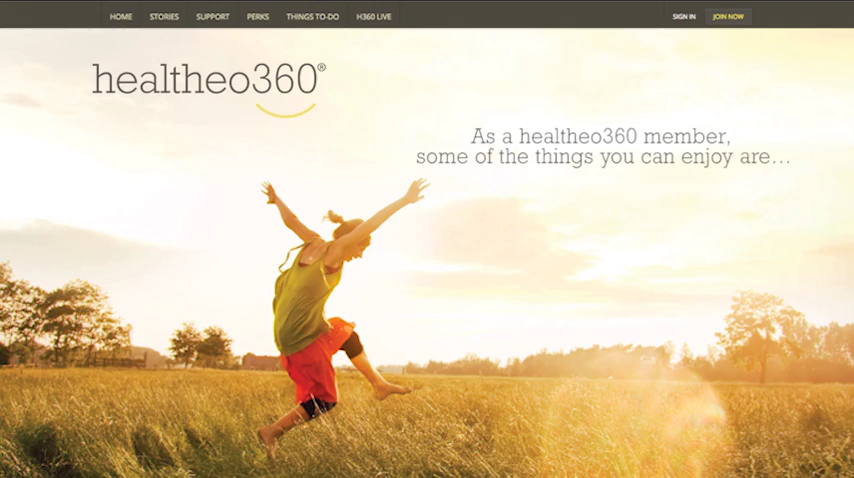 HOME STORIES SUPPORT PERKS THINGS TO-DO H360 LIVE SIGN IN JOIN NOW
healtheo360®
As a healtheo360 member,
some of the things you can enjoy are...